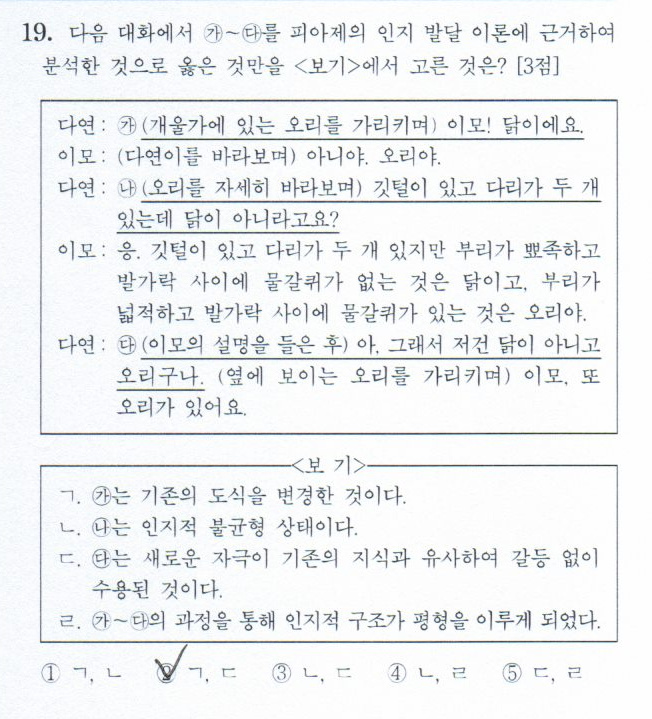 19. 다음 대화에서 ㉮～㉰를 피아제의 인지 발달 이론에 근거하여
분석한 것으로 옳은 것만을 <보기>에서 고른 것은? [3점]
다연 : ㉮ (개울가에 있는 오리를 가리키며) 이모! 닭이에요.
이모 : (다연이를 바라보며) 아니야. 오리야.
다연 : ㉯ (오리를 자세히 바라보며) 깃털이 있고 다리가 두 개
있는데 닭이 아니라고요?
이모 : 응. 깃털이 있고 다리가 두 개 있지만 부리가 뾰족하고
발가락 사이에 물갈퀴가 없는 것은 닭이고, 부리가
넓적하고 발가락 사이에 물갈퀴가 있는 것은 오리야.
다연 : ㉰ (이모의 설명을 들은 후) 아, 그래서 저건 닭이 아니고
오리구나. (옆에 보이는 오리를 가리키며) 이모, 또
오리가 있어요.
<보 기>
ㄱ. ㉮는 기존의 도식을 변경한 것이다.
ㄴ. ㉯는 인지적 불균형 상태이다.
ㄷ. ㉰는 새로운 자극이 기존의 지식과 유사하여 갈등 없이
수용된 것이다.
ㄹ. ㉮～㉰의 과정을 통해 인지적 구조가 평형을 이루게 되었다.
① ㄱ, ㄴ ② ㄱ, ㄷ ③ ㄴ, ㄷ ④ ㄴ, ㄹ ⑤ ㄷ, ㄹ